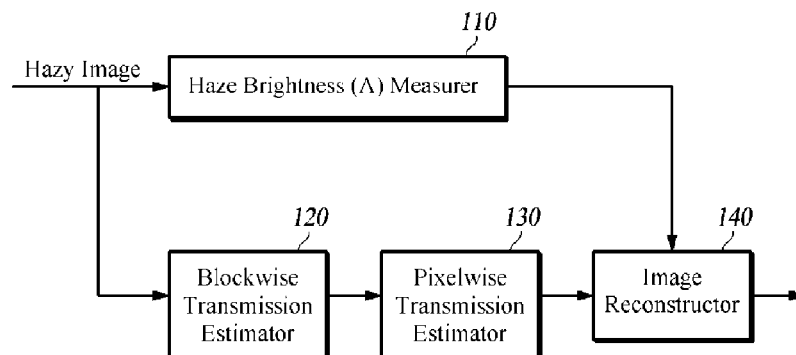 110
Hazy Image
Haze Brightness (A) Measurer
120
130
140
Blockwise
Transmission
Estimator
Pixelwise
Transmission
Estimator
Image
Reconstructor